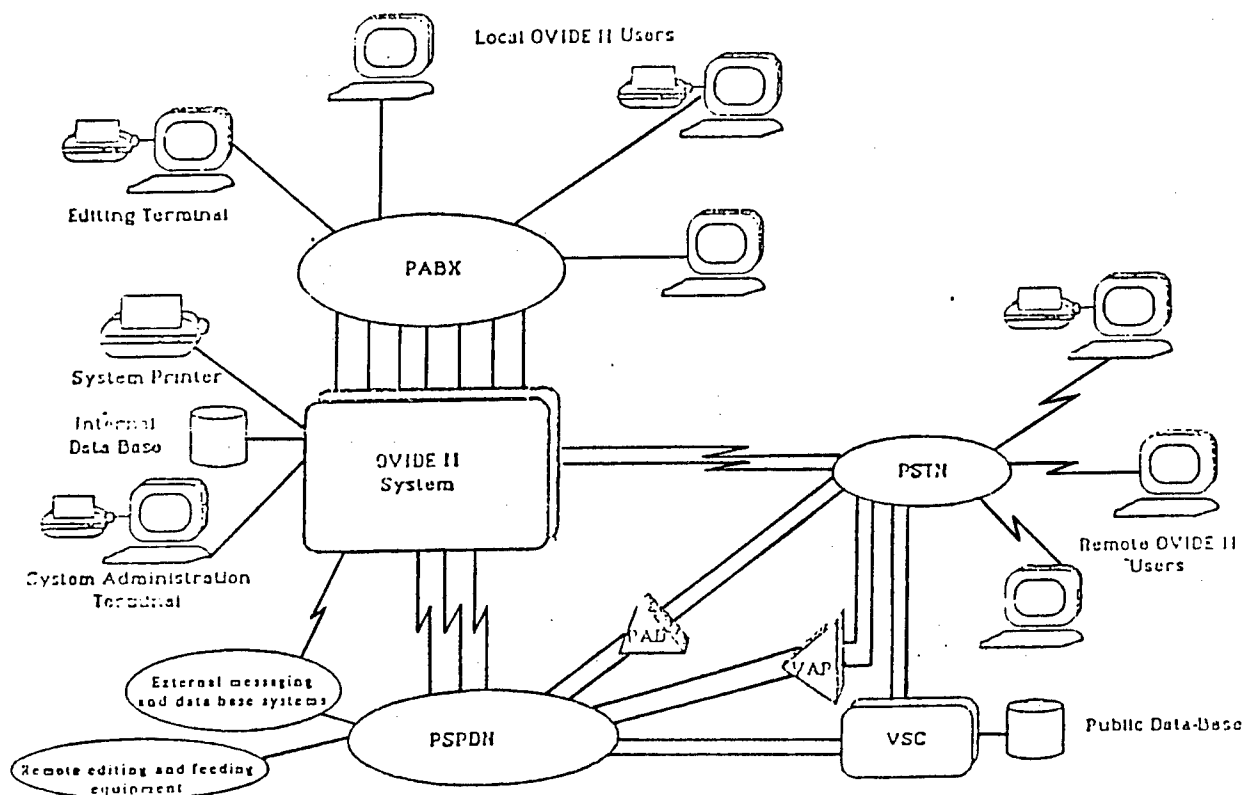 Local OVIDE II Users
Editing Terminal
PABX
System Printer
Internal
Data Base
OVIDE II
System
PSTN
System Administration
Terminal
Remote OVIDE II
Users
PAD
VAP
External messaging
and data base systems
PSPDN
VSC
Public Data-Base
Remote editing and feeding
equipment